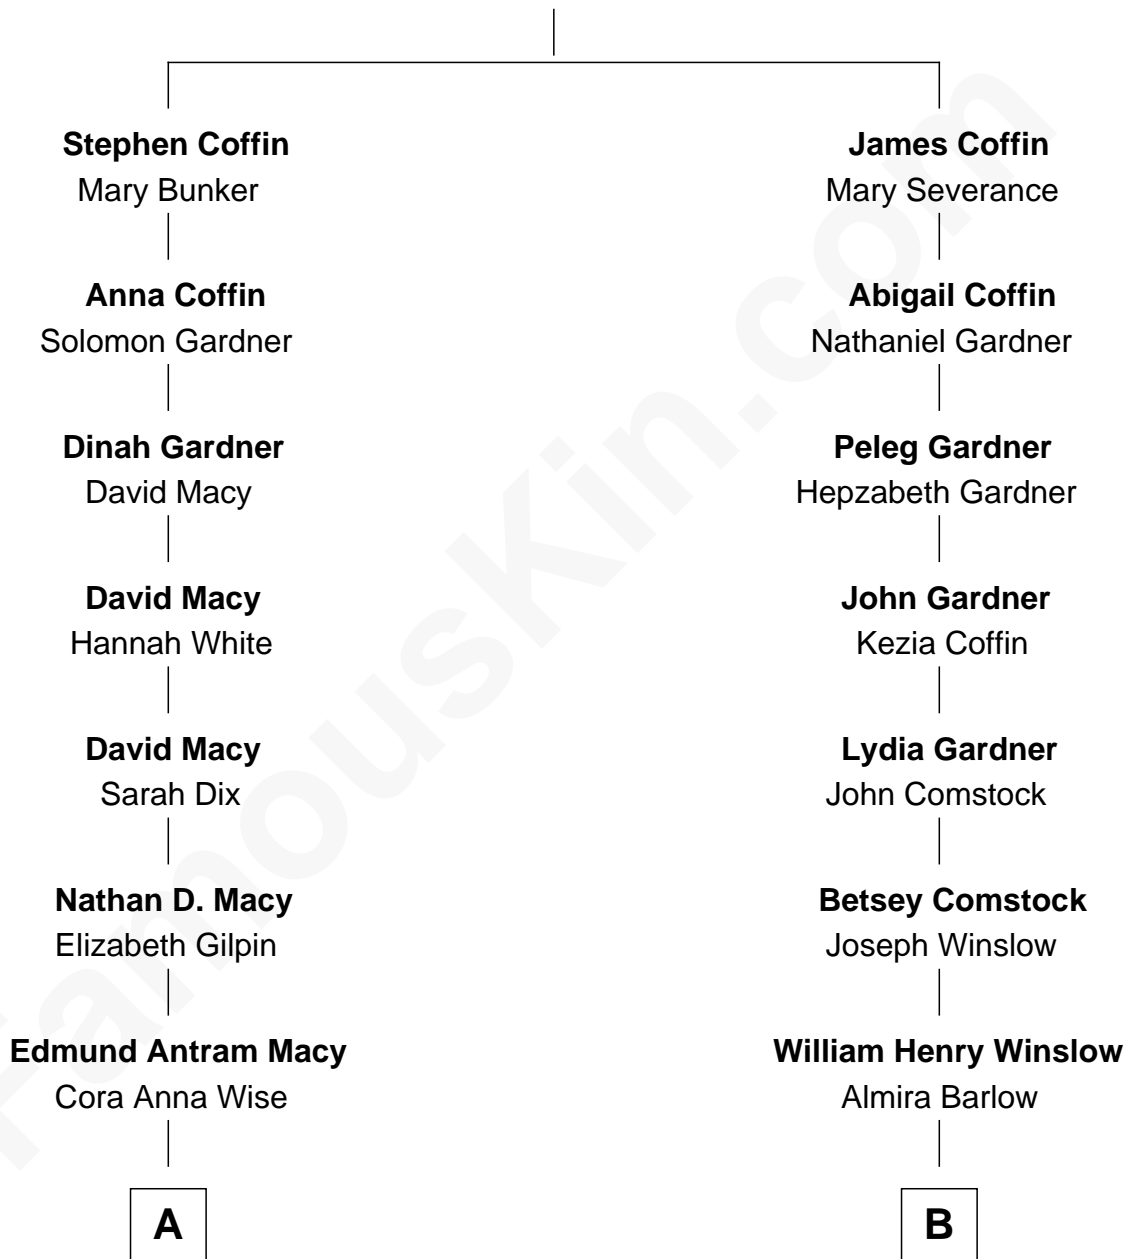 Stephen Coffin
Mary Bunker
Anna Coffin
Solomon Gardner
Dinah Gardner
David Macy
David Macy
Hannah White
David Macy
Sarah Dix
Nathan D. Macy
Elizabeth Gilpin
Edmund Antram Macy
Cora Anna Wise
A
James Coffin
Mary Severance
Abigail Coffin
Nathaniel Gardner
Peleg Gardner
Hepzabeth Gardner
John Gardner
Kezia Coffin
Lydia Gardner
John Comstock
Betsey Comstock
Joseph Winslow
William Henry Winslow
Almira Barlow
B
FamousKin.com